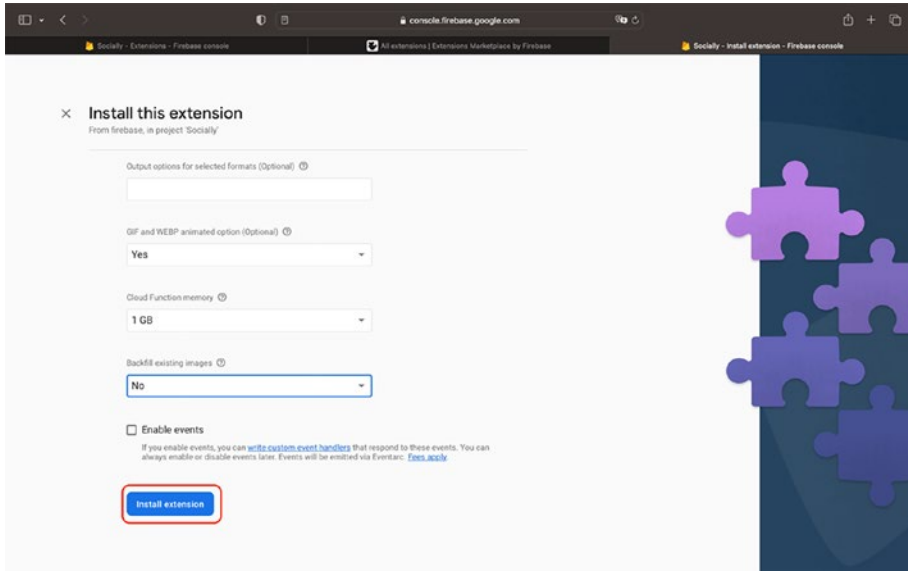 console.firebase.google.com
Socially - Extensions - Firebase console
All extensions | Extensions Marketplace by Firebase
Socially - Install extension - Firebase console
Install this extension
From firebase, in project 'Socially'
Output options for selected formats (Optional)
GIF and WEBP animated option (Optional)
Yes
Cloud Function memory
1 GB
Backfill existing images
No
Enable events
If you enable events, you can write custom event handlers that respond to these events. You can
always enable or disable events later. Events will be emitted via Eventarc. Fees apply.
Install extension